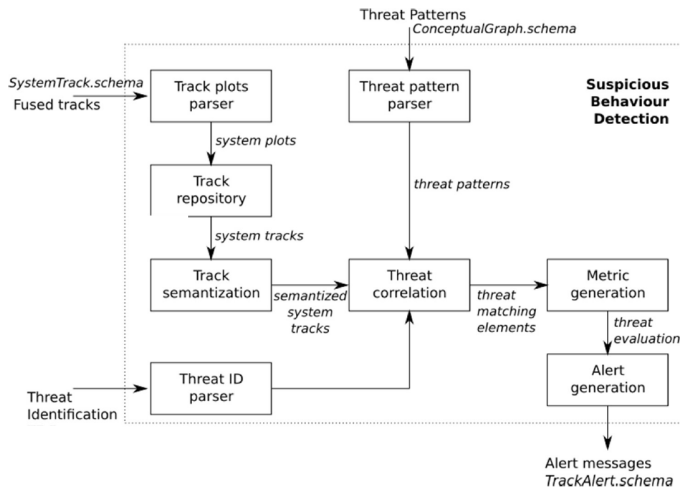 Threat Patterns
ConceptualGraph.schema
SystemTrack.schema
Fused tracks
Track plots
parser
Threat pattern
parser
Suspicious
Behaviour
Detection
system plots
Track
repository
threat patterns
system tracks
Track
semantization
semantized
system
tracks
Threat
correlation
threat
matching
elements
Metric
generation
threat
evaluation
Threat
Identification
Threat ID
parser
Alert
generation
Alert messages
TrackAlert.schema